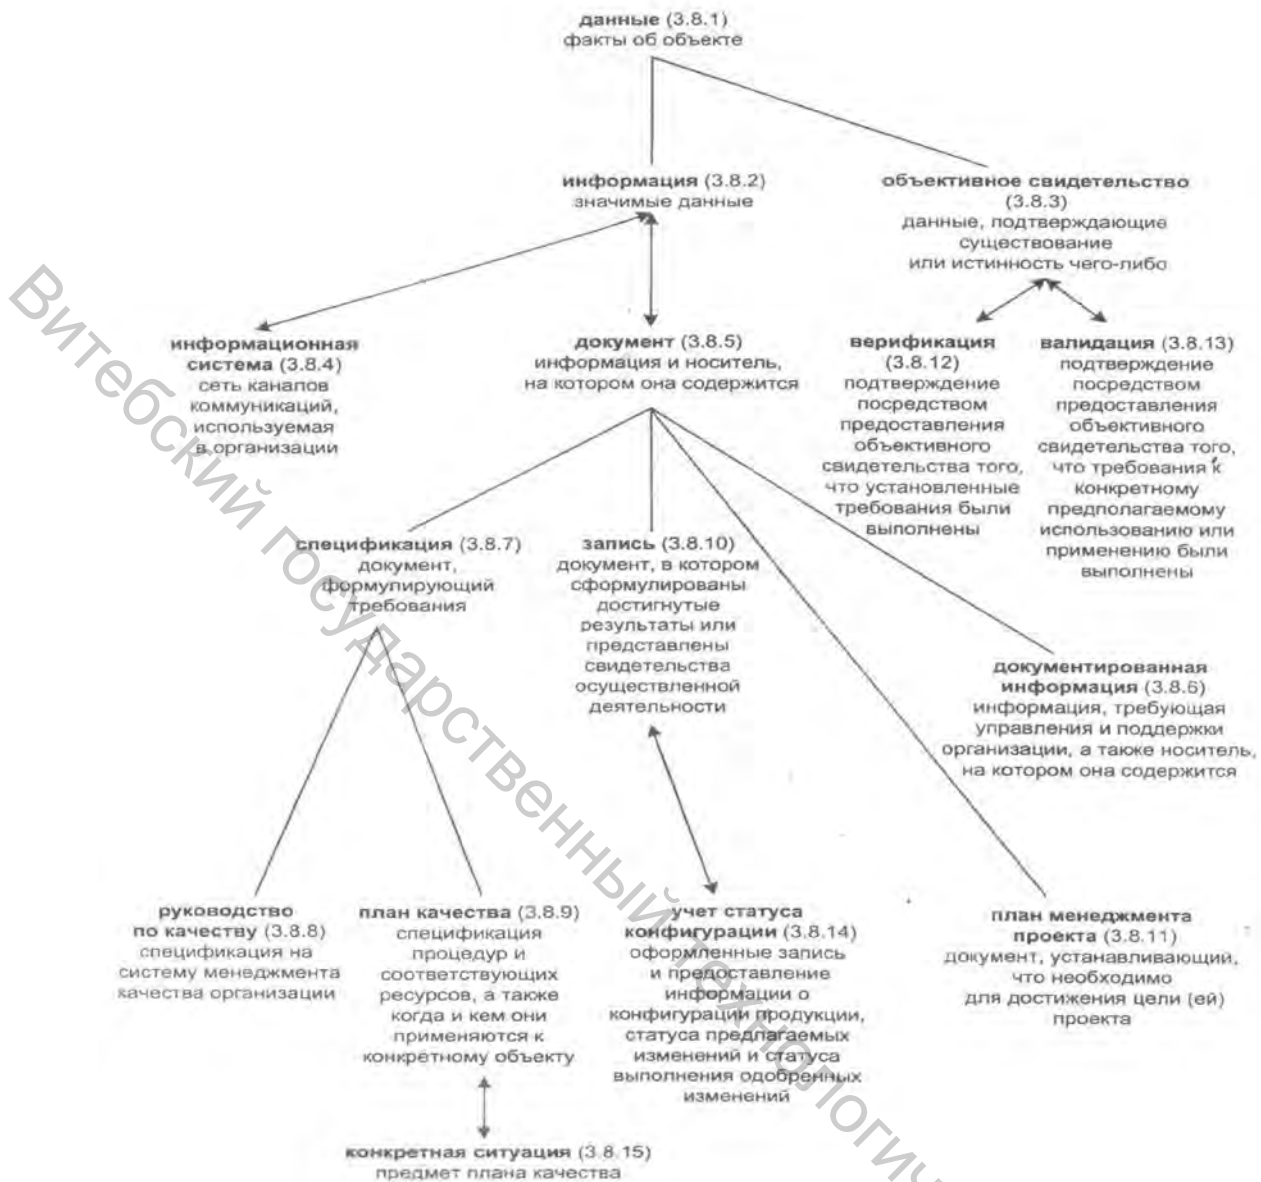 данные (3.8.1)
факты об объекте
информация (3.8.2)
значимые данные
объективное свидетельство
(3.8.3)
данные, подтверждающие
существование
или истинность чего-либо
информационная
система (3.8.4)
сеть каналов
коммуникаций,
используемая
в организации
документ (3.8.5)
информация и носитель,
на котором она содержится
верификация
(3.8.12)
подтверждение
посредством
предоставления
объективного
свидетельства того,
что установленные
требования были
выполнены
валидация (3.8.13)
подтверждение
посредством
предоставления
объективного
свидетельства того,
что требования к
конкретному
предполагаемому
использованию или
применению были
выполнены
спецификация (3.8.7)
документ,
формулирующий
требования
запись (3.8.10)
документ, в котором
сформулированы
достигнутые
результаты или
представлены
свидетельства
осуществленной
деятельности
документированная
информация (3.8.6)
информация, требующая
управления и поддержки
организации, а также носитель,
на котором она содержится
руководство
по качеству (3.8.8)
спецификация на
систему менеджмента
качества организации
план качества (3.8.9)
спецификация
процедур и
соответствующих
ресурсов, а также
когда и кем они
применяются к
конкретному объекту
учет статуса
конфигурации (3.8.14)
оформленные запись
и предоставление
информации о
конфигурации продукции,
статуса предлагаемых
изменений и статуса
выполнения одобренных
изменений
план менеджмента
проекта (3.8.11)
документ, устанавливающий,
что необходимо
для достижения цели (ей)
проекта
конкретная ситуация (3.8.15)
предмет плана качества
Витебский государственный технологич